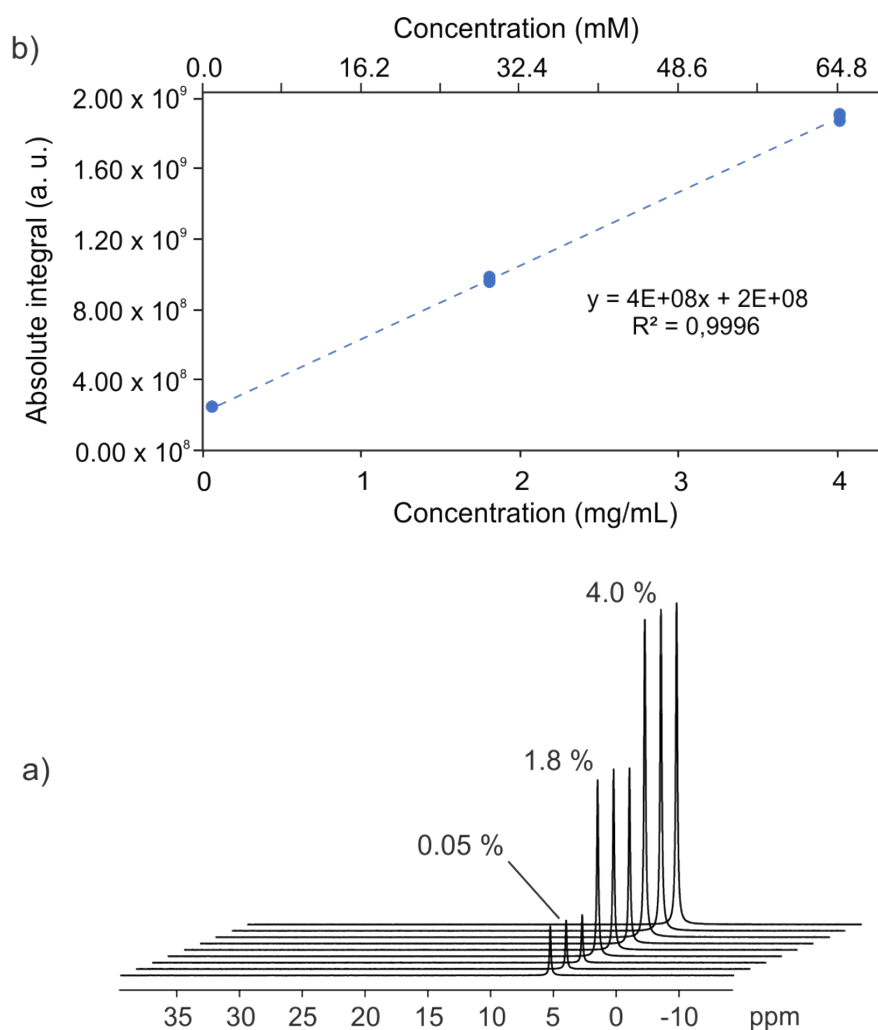 b)
Concentration (mM)
0.0 16.2 32.4 48.6 64.8
Absolute integral (a. u.)
2.00 x 10⁹
1.60 x 10⁹
1.20 x 10⁹
8.00 x 10⁸
4.00 x 10⁸
0.00 x 10⁸
y = 4E+08x + 2E+08
R² = 0,9996
0 1 2 3 4
Concentration (mg/mL)
a)
4.0 %
1.8 %
0.05 %
35 30 25 20 15 10 5 0 -10 ppm